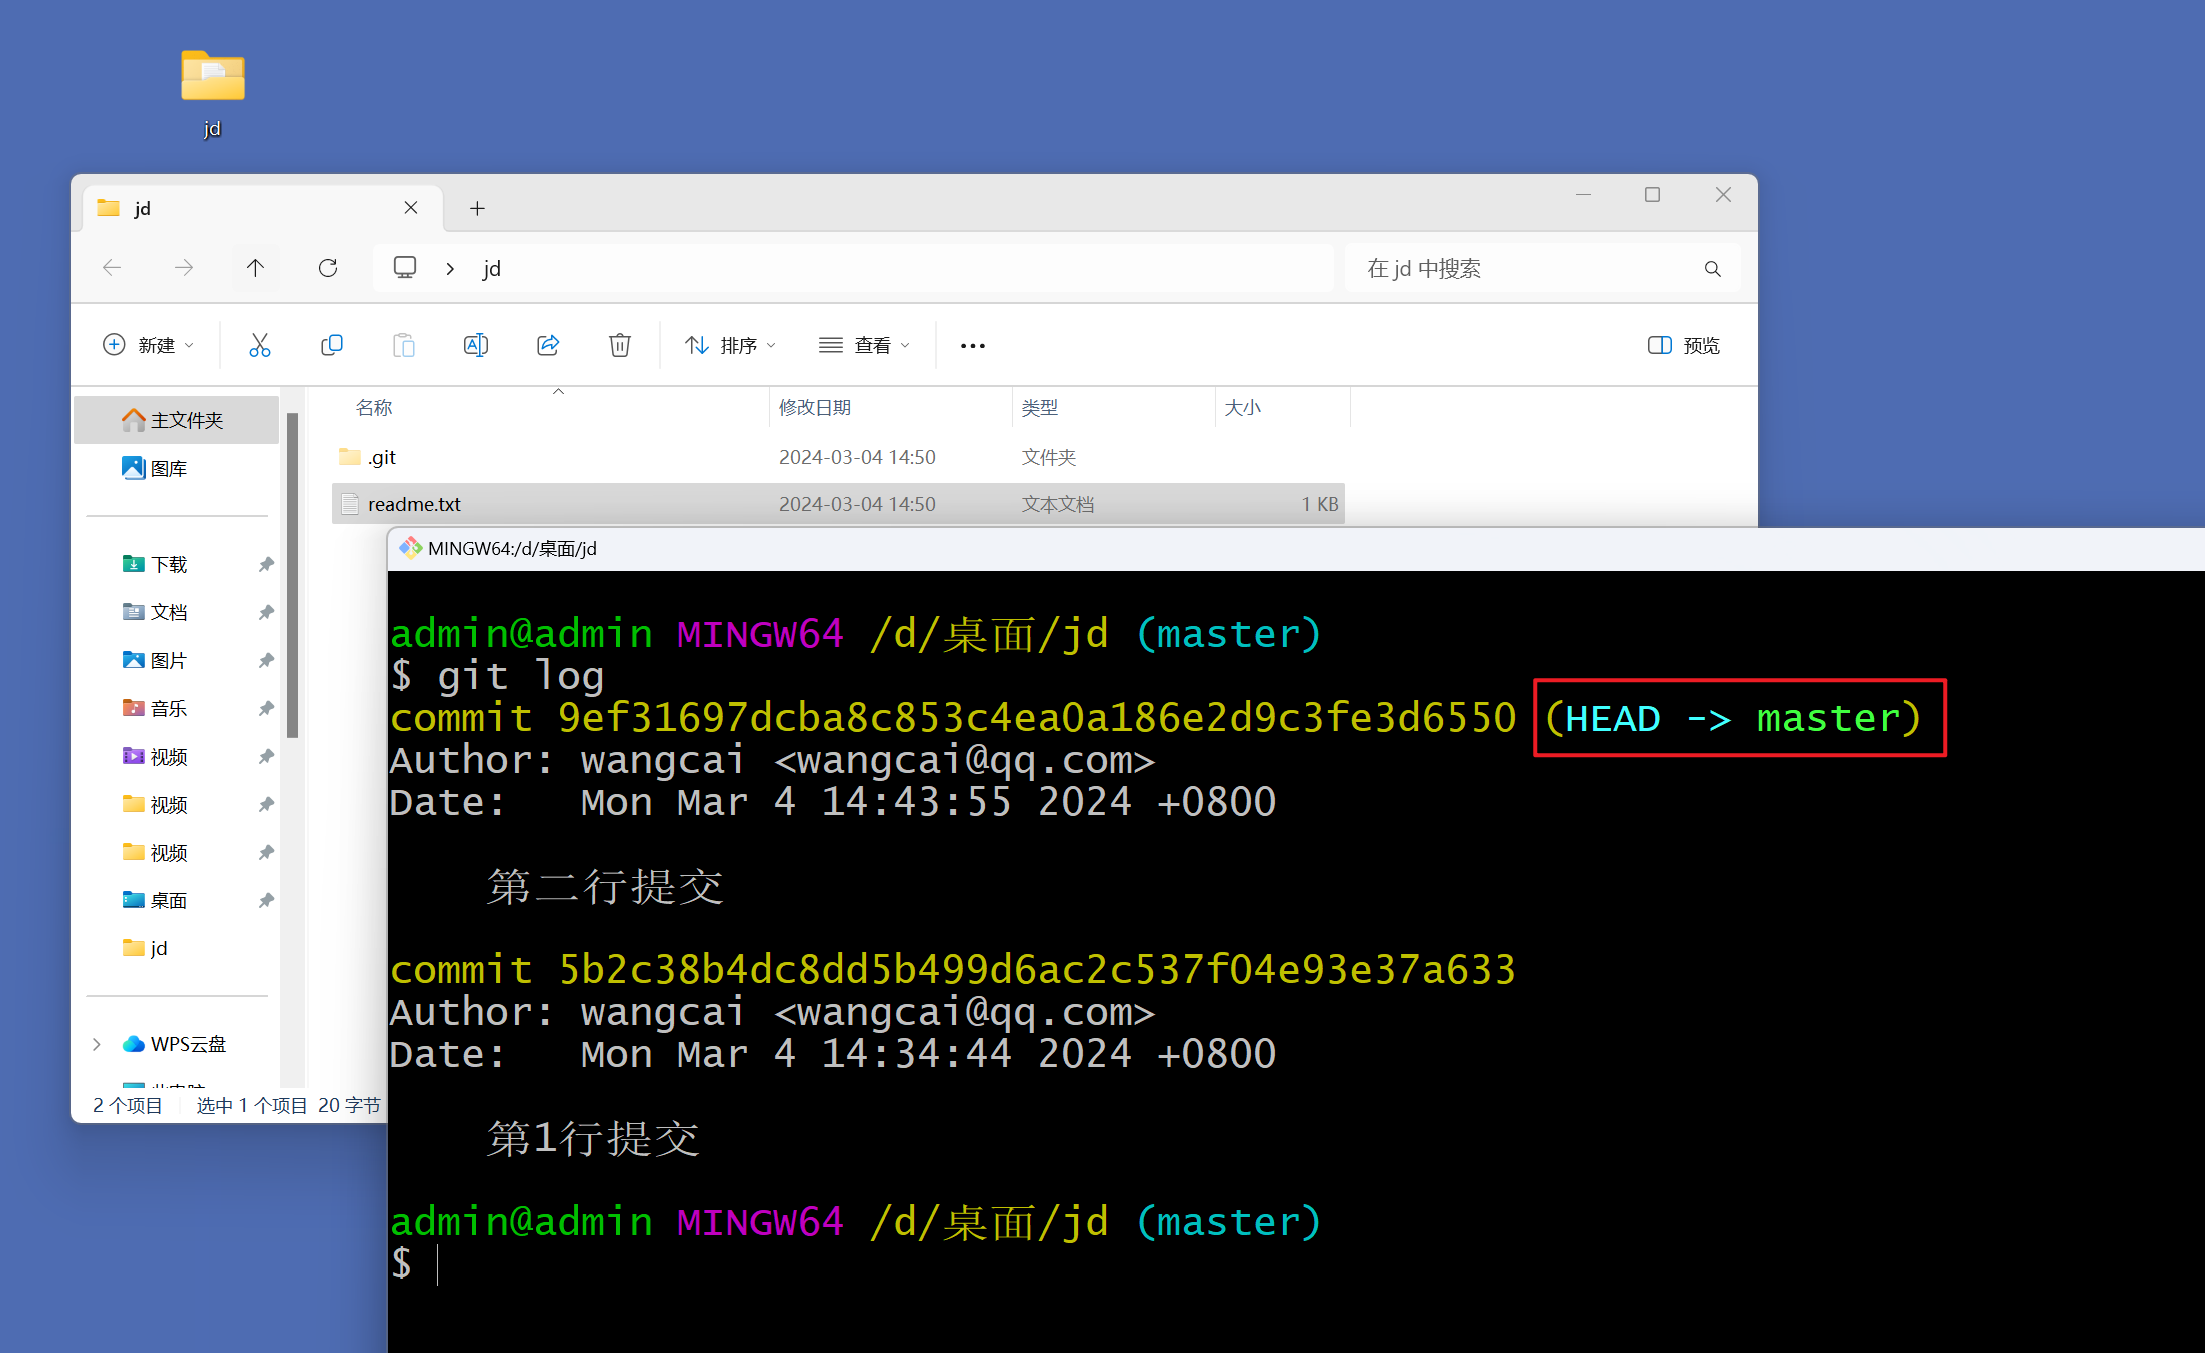 jd
jd
jd
在 jd 中搜索
新建
排序
查看
预览
名称
修改日期
类型
大小
主文件夹
图库
.git
2024-03-04 14:50
文件夹
readme.txt
2024-03-04 14:50
文本文档
1 KB
下载
文档
图片
音乐
视频
视频
视频
桌面
jd
WPS云盘
此电脑
2 个项目
选中 1 个项目 20 字节
MINGW64:/d/桌面/jd
admin@admin MINGW64 /d/桌面/jd (master)
$ git log
commit 9ef31697dcba8c853c4ea0a186e2d9c3fe3d6550 (HEAD -> master)
Author: wangcai <wangcai@qq.com>
Date:   Mon Mar 4 14:43:55 2024 +0800
第二行提交
commit 5b2c38b4dc8dd5b499d6ac2c537f04e93e37a633
Author: wangcai <wangcai@qq.com>
Date:   Mon Mar 4 14:34:44 2024 +0800
第1行提交
admin@admin MINGW64 /d/桌面/jd (master)
$